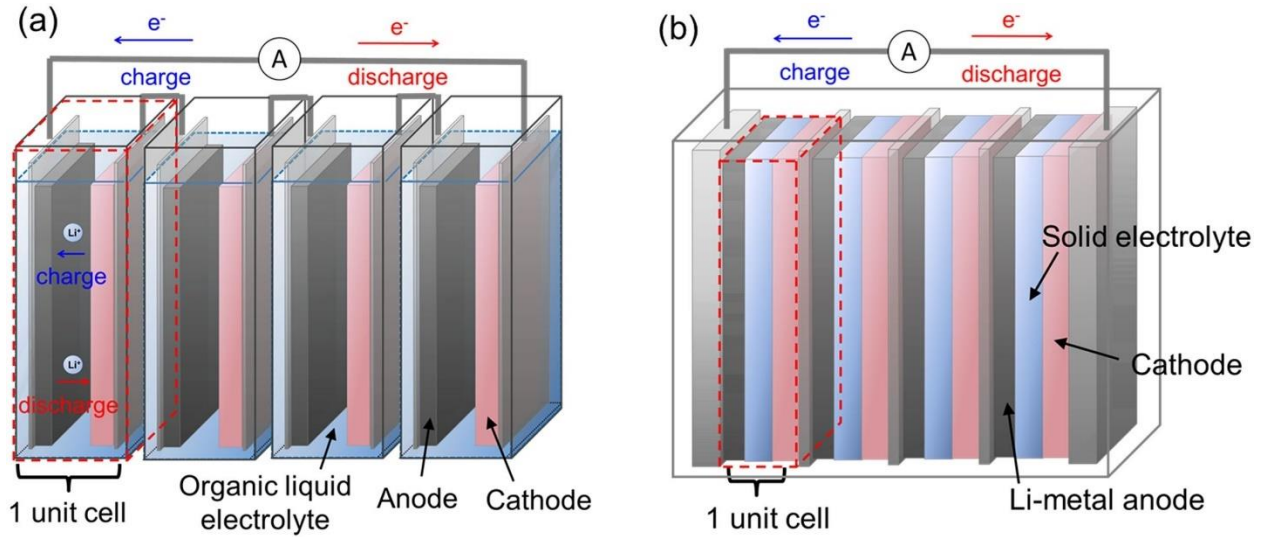 (a)
e-
A
e-
charge
discharge
Li+
charge
Li+
discharge
1 unit cell
Organic liquid
electrolyte
Anode
Cathode
(b)
e-
A
e-
charge
discharge
Solid electrolyte
Cathode
Li-metal anode
1 unit cell